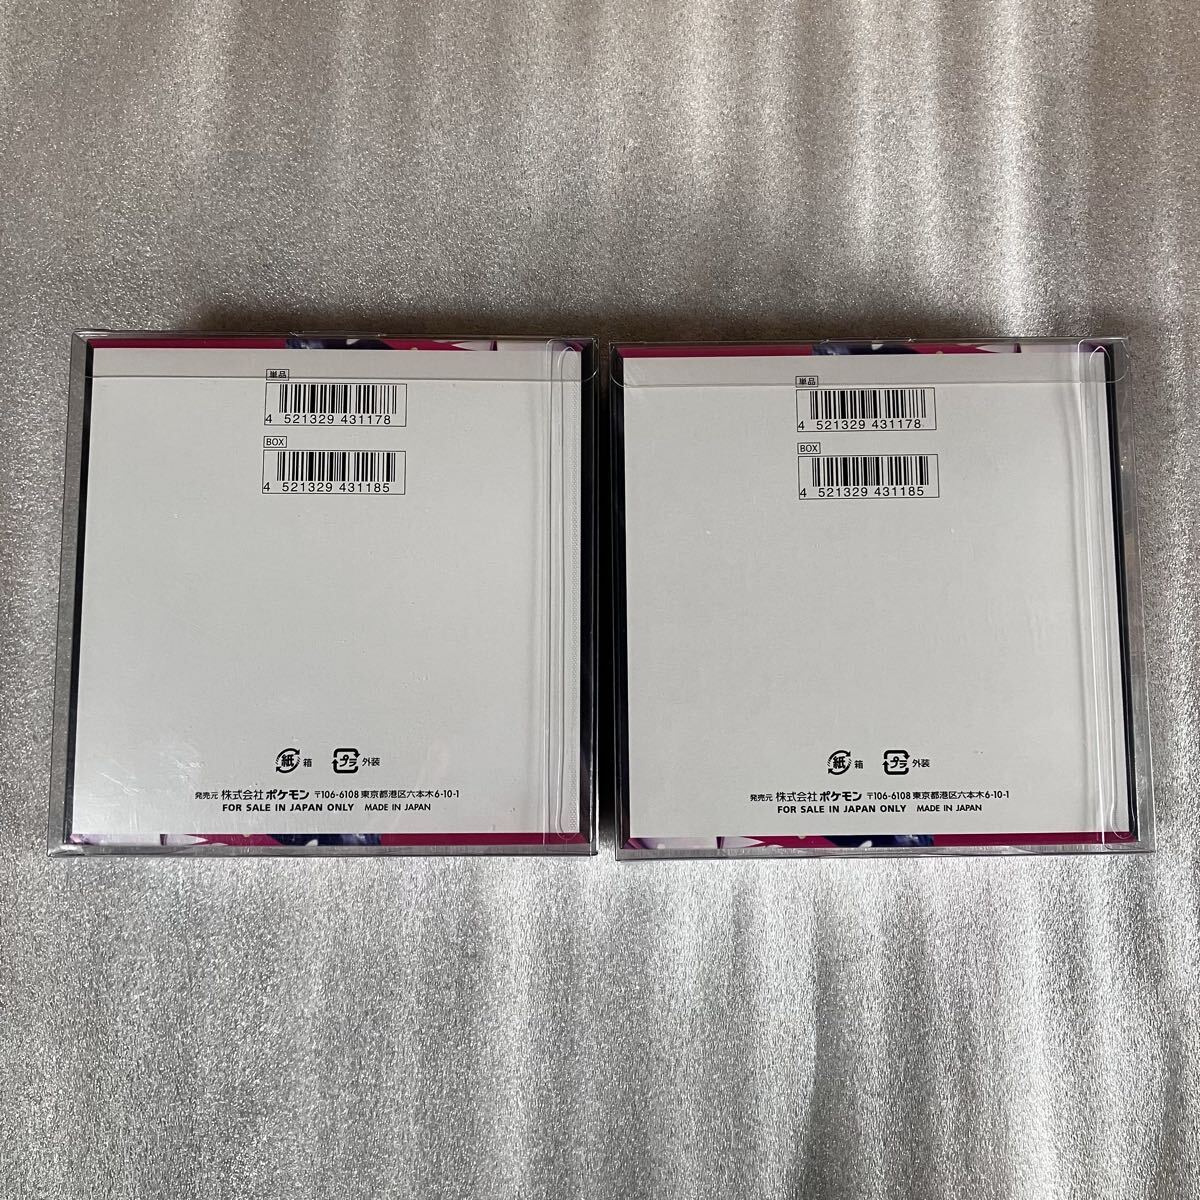 単品
4 521329 431178
BOX
4 521329 431185
紙 箱 プラ 外装
発売元 株式会社ポケモン 〒106-6108 東京都港区六本木6-10-1
FOR SALE IN JAPAN ONLY MADE IN JAPAN
単品
4 521329 431178
BOX
4 521329 431185
紙 箱 プラ 外装
発売元 株式会社ポケモン 〒106-6108 東京都港区六本木6-10-1
FOR SALE IN JAPAN ONLY MADE IN JAPAN